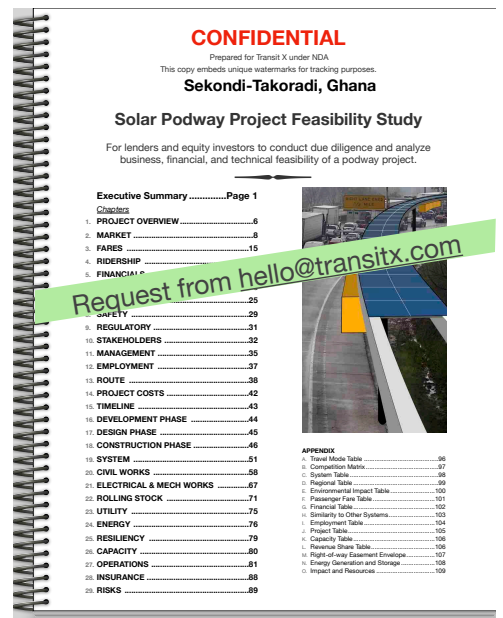 CONFIDENTIAL
Prepared for Transit X under NDA
This copy embeds unique watermarks for tracking purposes.
Sekondi-Takoradi, Ghana
Solar Podway Project Feasibility Study
For lenders and equity investors to conduct due diligence and analyze
business, financial, and technical feasibility of a podway project.
Executive Summary .............Page 1
Chapters
1. PROJECT OVERVIEW ...................................6
2. MARKET ........................................................8
3. FARES ........................................................15
4. RIDERSHIP
5. FINANCIALS
Request from hello@transitx.com
25
SAFETY ........................................................29
9. REGULATORY ................................................31
10. STAKEHOLDERS ...........................................32
11. MANAGEMENT .............................................35
12. EMPLOYMENT ..............................................37
13. ROUTE ........................................................38
14. PROJECT COSTS ..........................................42
15. TIMELINE ....................................................43
16. DEVELOPMENT PHASE ................................44
17. DESIGN PHASE ............................................45
18. CONSTRUCTION PHASE ...............................46
19. SYSTEM .......................................................51
20. CIVIL WORKS ...............................................58
21. ELECTRICAL & MECH WORKS .....................67
22. ROLLING STOCK ..........................................71
23. UTILITY ........................................................75
24. ENERGY .......................................................76
25. RESILIENCY .................................................79
26. CAPACITY ....................................................80
27. OPERATIONS ................................................81
28. INSURANCE ..................................................88
29. RISKS ..........................................................89
APPENDIX
A. Travel Mode Table ......................................96
B. Competition Matrix .....................................97
C. System Table .............................................98
D. Regional Table ...........................................99
E. Environmental Impact Table .......................100
F. Passenger Fare Table ................................101
G. Financial Table ..........................................102
H. Similarity to Other Systems ........................103
I. Employment Table ......................................104
J. Project Table ..............................................105
K. Capacity Table ...........................................106
L. Revenue Share Table .................................106
M. Right-of-way Easement Envelope ..............107
N. Energy Generation and Storage .................108
O. Impact and Resources ...............................109